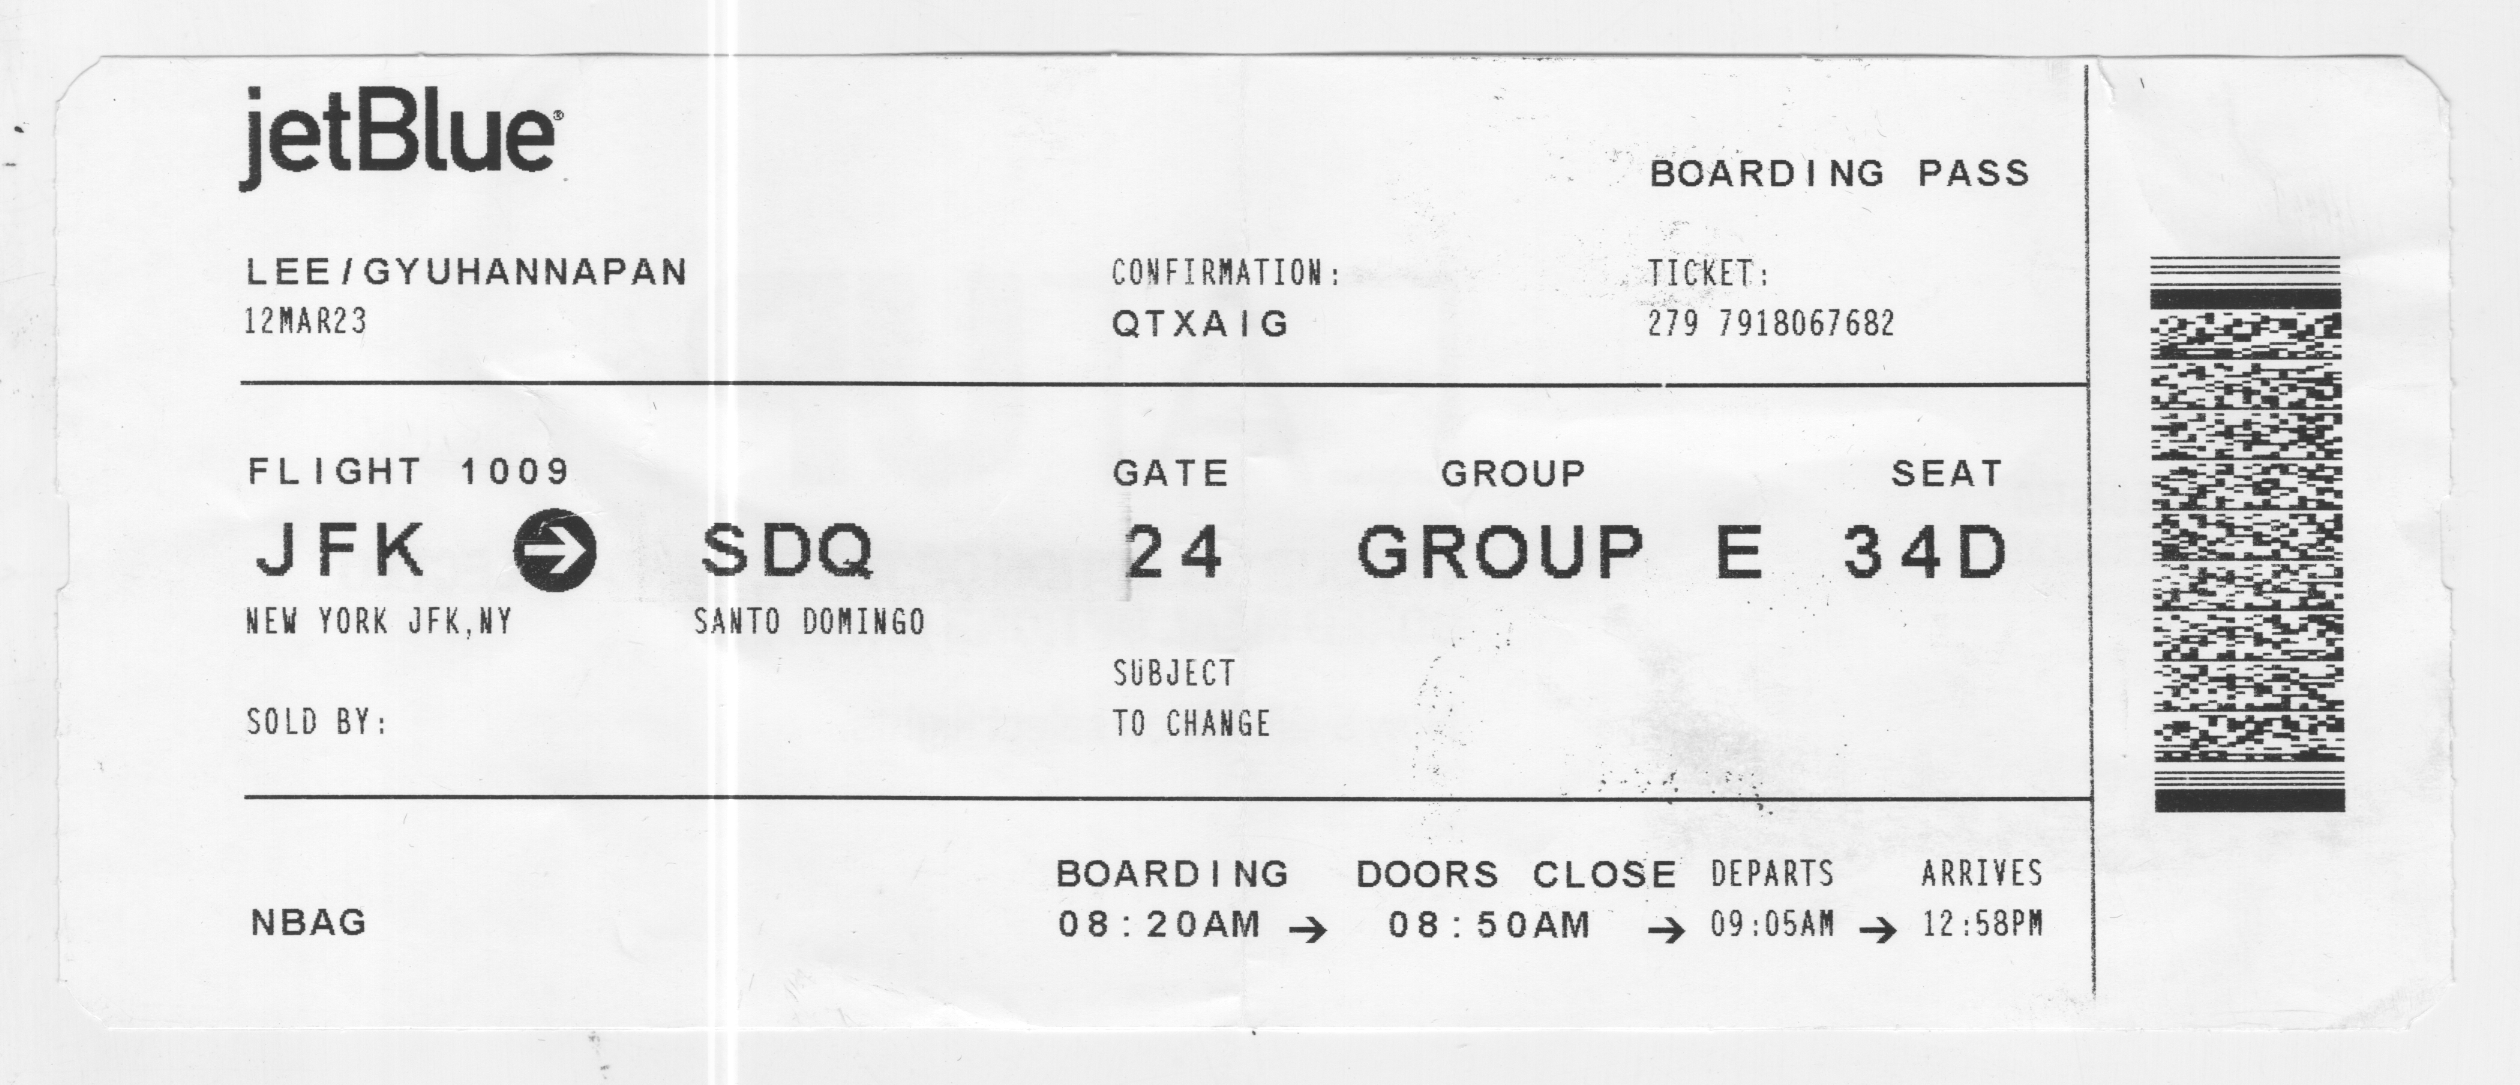 jetBlue®
BOARDING PASS
LEE/GYUHANNAPAN
12MAR23
CONFIRMATION:
QTXAIG
TICKET:
279 7918067682
FLIGHT 1009
JFK SDQ
NEW YORK JFK,NY SANTO DOMINGO
GATE
24
GROUP
GROUP E
SEAT
34D
SUBJECT
TO CHANGE
SOLD BY:
NBAG
BOARDING DOORS CLOSE DEPARTS ARRIVES
08:20AM → 08:50AM → 09:05AM → 12:58PM